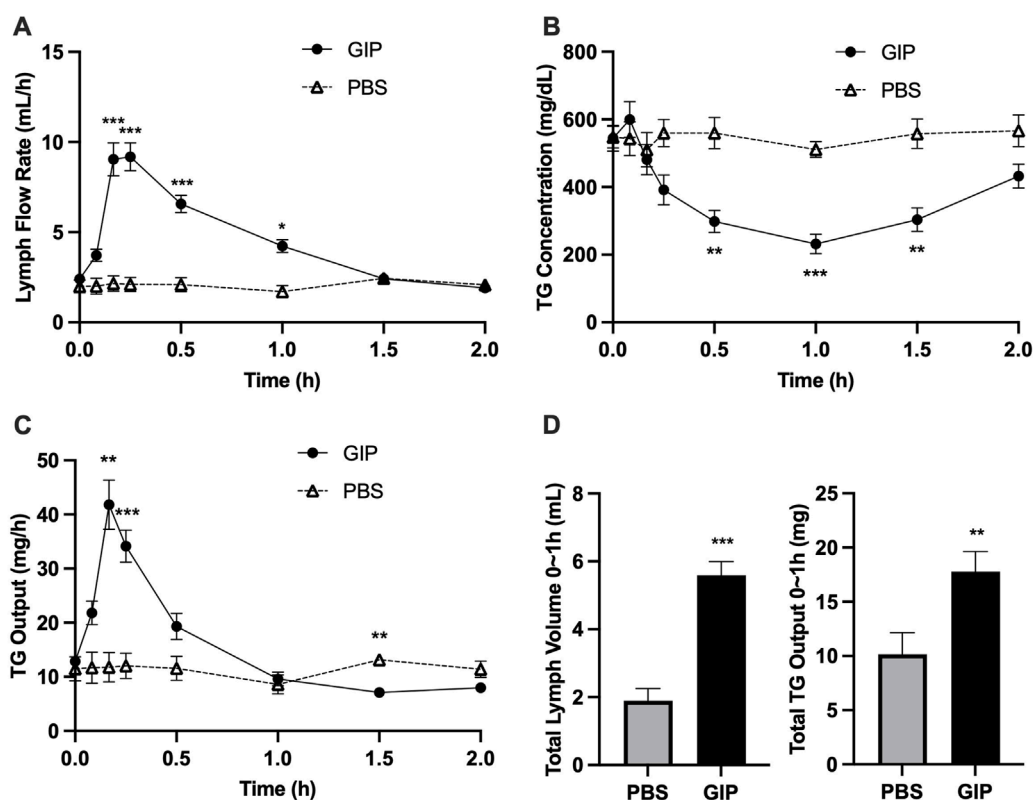 A
Lymph Flow Rate (mL/h)
15
10
5
0
0.0 0.5 1.0 1.5 2.0
Time (h)
GIP
PBS
***
***
***
*
B
TG Concentration (mg/dL)
800
600
400
200
0
0.0 0.5 1.0 1.5 2.0
Time (h)
GIP
PBS
**
***
**
C
TG Output (mg/h)
50
40
30
20
10
0
0.0 0.5 1.0 1.5 2.0
Time (h)
GIP
PBS
**
***
**
D
Total Lymph Volume 0~1h (mL)
8
6
4
2
0
PBS GIP
***
Total TG Output 0~1h (mg)
25
20
15
10
5
0
PBS GIP
**